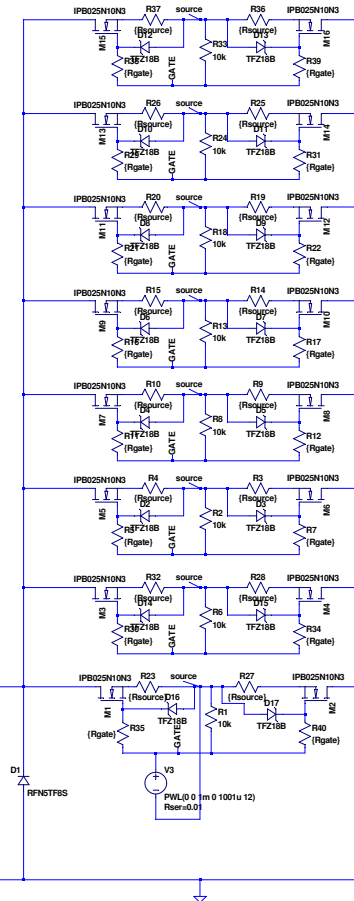 R37 source R36
IPB025N10N3 {Rsource} {Rsource} IPB025N10N3
M15 D12 R33 D13 M16
TFZ18B 10k TFZ18B
R38 GATE R39
{Rgate} {Rgate}
R26 source R25
IPB025N10N3 {Rsource} {Rsource} IPB025N10N3
M13 D10 R24 D11 M14
TFZ18B 10k TFZ18B
R29 GATE R31
{Rgate} {Rgate}
R20 source R19
IPB025N10N3 {Rsource} {Rsource} IPB025N10N3
M11 D8 R18 D9 M12
TFZ18B 10k TFZ18B
R21 GATE R22
{Rgate} {Rgate}
R15 source R14
IPB025N10N3 {Rsource} {Rsource} IPB025N10N3
M9 D6 R13 D7 M10
TFZ18B 10k TFZ18B
GATE R17
{Rgate} {Rgate}
R10 source R9
IPB025N10N3 {Rsource} {Rsource} IPB025N10N3
M7 D4 R8 D5 M8
TFZ18B 10k TFZ18B
R11 GATE R12
{Rgate} {Rgate}
R4 source R3
IPB025N10N3 {Rsource} {Rsource} IPB025N10N3
M5 D2 R2 D3 M6
TFZ18B 10k TFZ18B
R5 GATE R7
{Rgate} {Rgate}
R32 source R28
IPB025N10N3 {Rsource} {Rsource} IPB025N10N3
M3 D14 R6 D15 M4
TFZ18B 10k TFZ18B
R30 GATE R34
{Rgate} {Rgate}
IPB025N10N3 R23 source R27 IPB025N10N3
{Rsource} {Rsource}
M1 D16 R1 D17 M2
TFZ18B 10k TFZ18B
R35 GATE R40
{Rgate} {Rgate}
D1 V3
RFN5TF8S
PWL(0 0 1m 0 1001u 12)
Rser=0.01